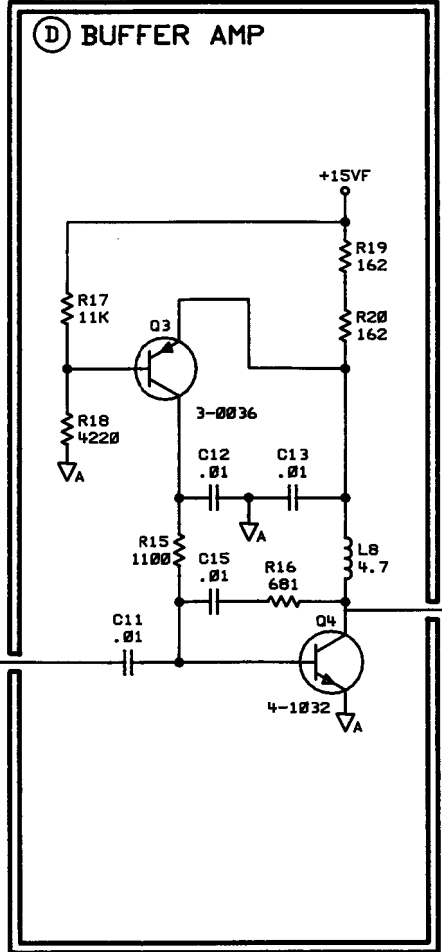 D BUFFER AMP
+15VF
R19
162
R17
11K
Q3
R20
162
3-0036
R18
4220
A
C12
.01
C13
.01
A
R15
1100
C15
.01
R16
681
L8
4.7
C11
.01
Q4
4-1032
A